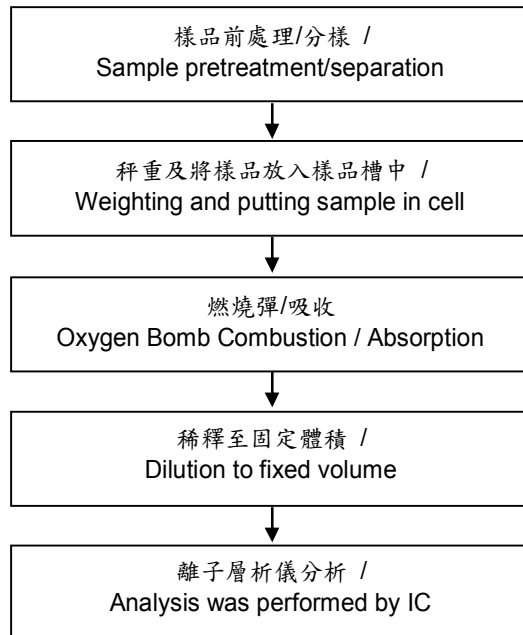 樣品前處理/分樣 /
Sample pretreatment/separation
秤重及將樣品放入樣品槽中 /
Weighting and putting sample in cell
燃燒彈/吸收
Oxygen Bomb Combustion / Absorption
稀釋至固定體積 /
Dilution to fixed volume
離子層析儀分析 /
Analysis was performed by IC